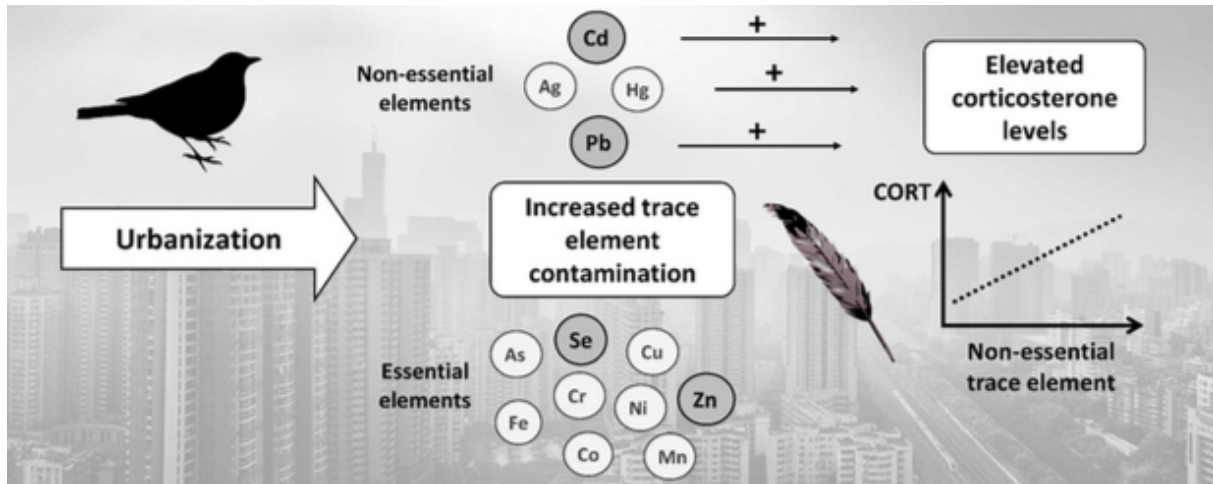 Non-essential
elements
Cd
Ag
Hg
Pb
+
+
+
Elevated
corticosterone
levels
Urbanization
Increased trace
element
contamination
CORT
Non-essential
trace element
Essential
elements
As
Se
Cu
Cr
Ni
Zn
Fe
Co
Mn